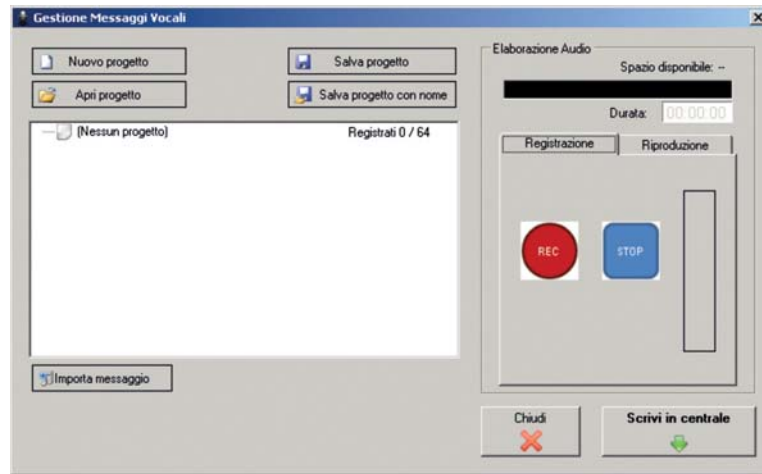 Gestione Messaggi Vocali
Nuovo progetto
Salva progetto
Apri progetto
Salva progetto con nome
(Nessun progetto)
Registrati 0 / 64
Importa messaggio
Elaborazione Audio
Spazio disponibile: --
Durata: 00:00:00
Registrazione
Riproduzione
REC
STOP
Chiudi
Scrivi in centrale